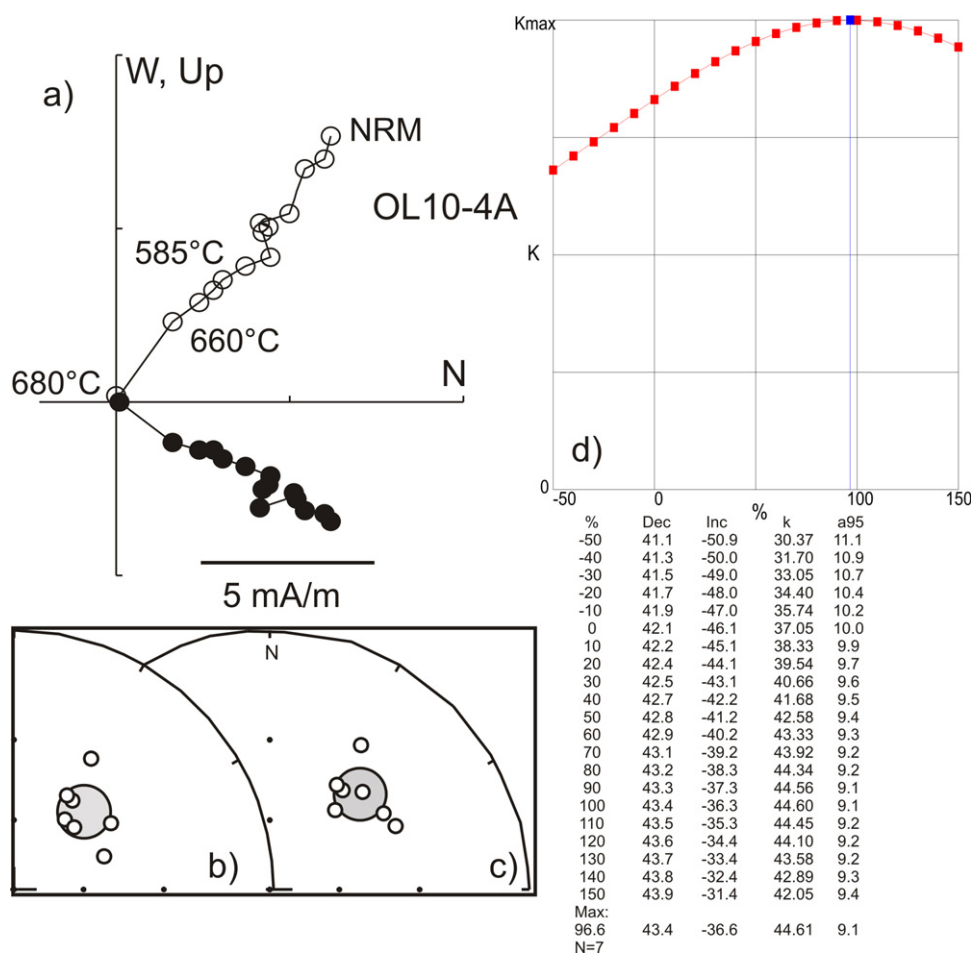 a)
W, Up
NRM
OL10-4A
585°C
660°C
680°C
N
5 mA/m
N
b)
c)
Kmax
K
0
d)
-50 0 100 150
%
% Dec Inc k a95
-50 41.1 -50.9 30.37 11.1
-40 41.3 -50.0 31.70 10.9
-30 41.5 -49.0 33.05 10.7
-20 41.7 -48.0 34.40 10.4
-10 41.9 -47.0 35.74 10.2
0 42.1 -46.1 37.05 10.0
10 42.2 -45.1 38.33 9.9
20 42.4 -44.1 39.54 9.7
30 42.5 -43.1 40.66 9.6
40 42.7 -42.2 41.68 9.5
50 42.8 -41.2 42.58 9.4
60 42.9 -40.2 43.33 9.3
70 43.1 -39.2 43.92 9.2
80 43.2 -38.3 44.34 9.2
90 43.3 -37.3 44.56 9.1
100 43.4 -36.3 44.60 9.1
110 43.5 -35.3 44.45 9.2
120 43.6 -34.4 44.10 9.2
130 43.7 -33.4 43.58 9.2
140 43.8 -32.4 42.89 9.3
150 43.9 -31.4 42.05 9.4
Max:
96.6 43.4 -36.6 44.61 9.1
N=7